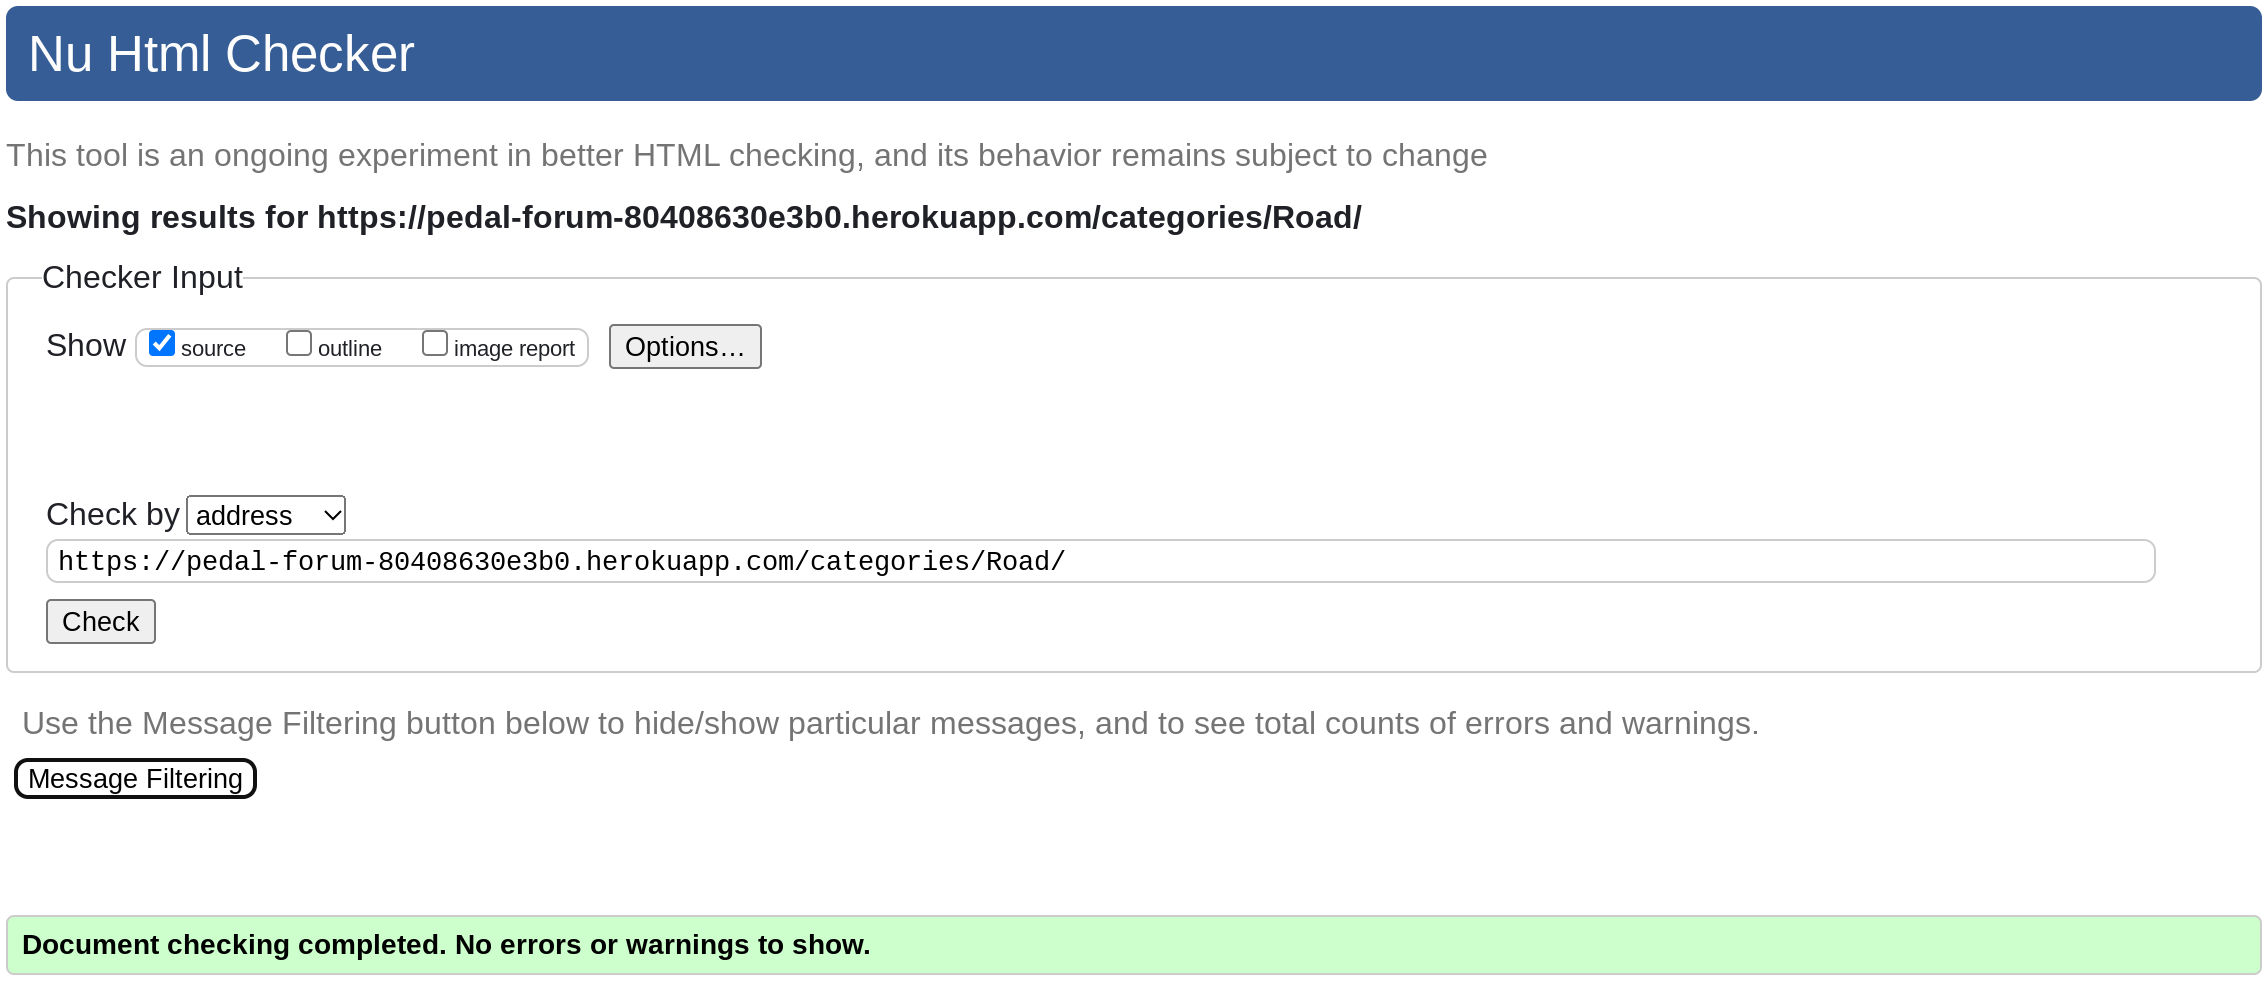 Nu Html Checker
This tool is an ongoing experiment in better HTML checking, and its behavior remains subject to change
Showing results for https://pedal-forum-80408630e3b0.herokuapp.com/categories/Road/
Checker Input
Show source outline image report Options…
Check by address
https://pedal-forum-80408630e3b0.herokuapp.com/categories/Road/
Check
Use the Message Filtering button below to hide/show particular messages, and to see total counts of errors and warnings.
Message Filtering
Document checking completed. No errors or warnings to show.